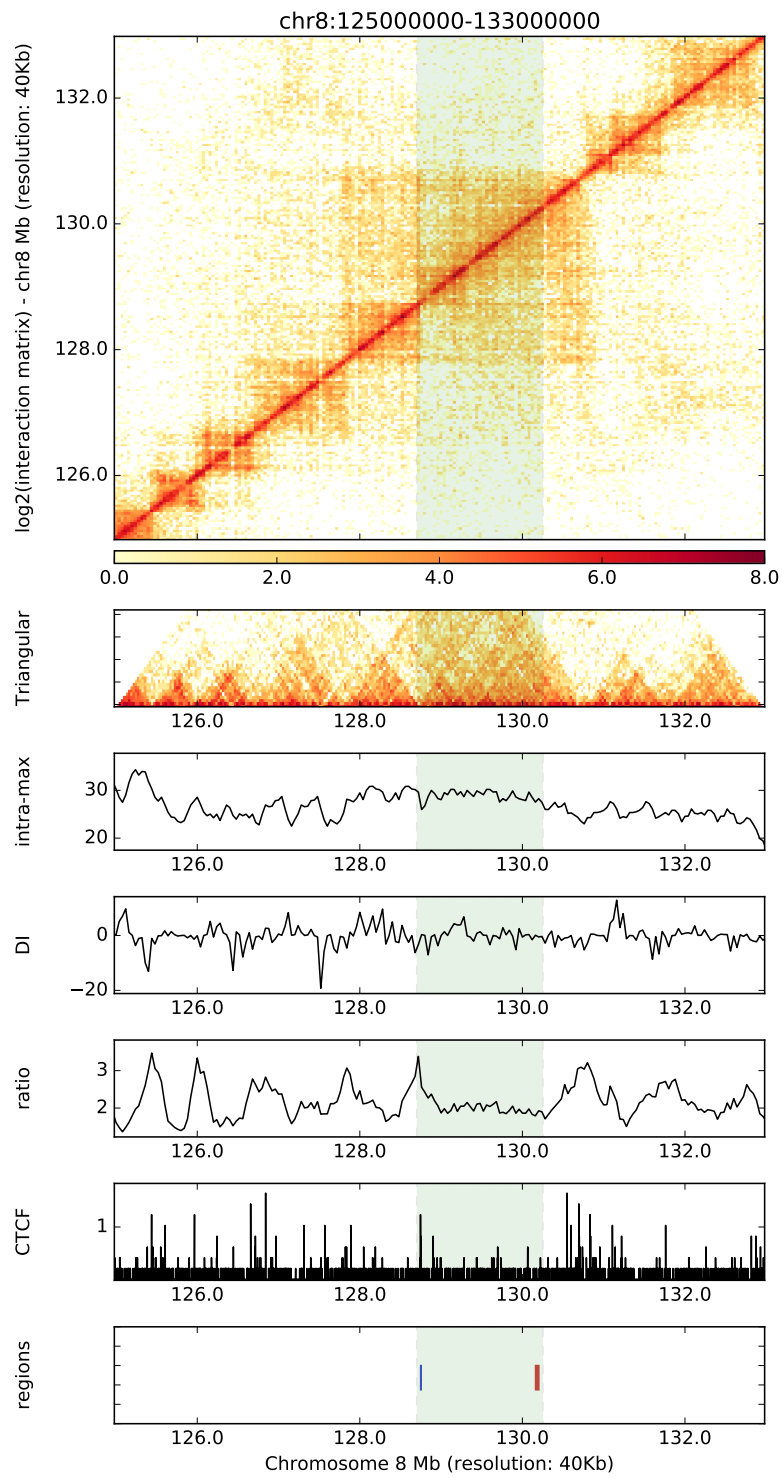 chr8:125000000-133000000
log2(interaction matrix) - chr8 Mb (resolution: 40Kb)
132.0
130.0
128.0
126.0
0.0 2.0 4.0 6.0 8.0
Triangular
126.0 128.0 130.0 132.0
intra-max
30
20
126.0 128.0 130.0 132.0
DI
0
−20
126.0 128.0 130.0 132.0
ratio
3
2
126.0 128.0 130.0 132.0
CTCF
1
126.0 128.0 130.0 132.0
regions
126.0 128.0 130.0 132.0
Chromosome 8 Mb (resolution: 40Kb)